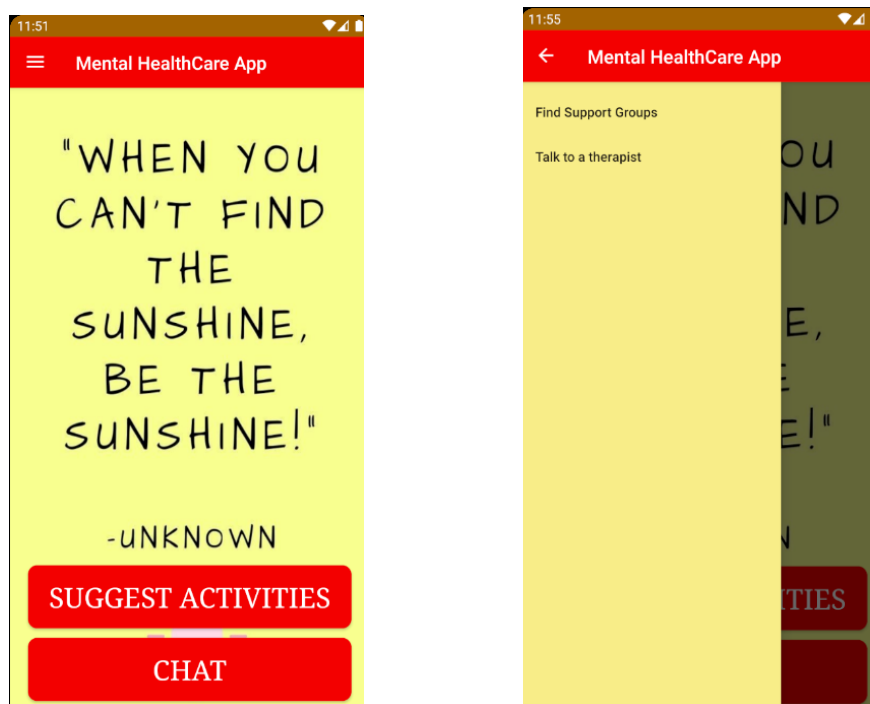 11:51
Mental HealthCare App
"WHEN YOU
CAN'T FIND
THE
SUNSHINE,
BE THE
SUNSHINE!"
-UNKNOWN
SUGGEST ACTIVITIES
CHAT
11:55
Mental HealthCare App
Find Support Groups
Talk to a therapist
OU
ND
E,
E
E!"
N
TIES